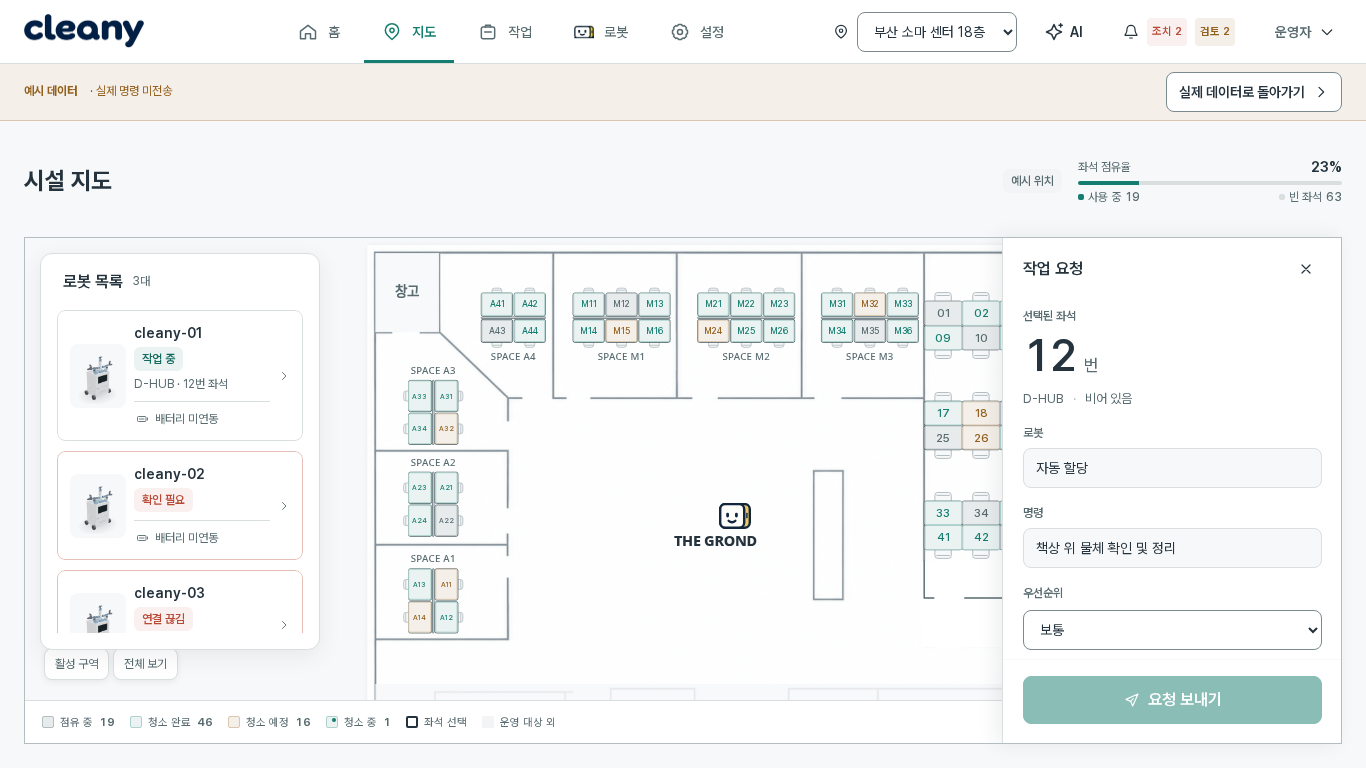 cleany
홈
지도
작업
로봇
설정
부산 소마 센터 18층
AI
조치 2
검토 2
운영자
예시 데이터 · 실제 명령 미전송
실제 데이터로 돌아가기
시설 지도
예시 위치
좌석 점유율 23%
사용 중 19 빈 좌석 63
로봇 목록 3대
cleany-01
작업 중
D-HUB · 12번 좌석
배터리 미연동
cleany-02
확인 필요
배터리 미연동
cleany-03
연결 끊김
활성 구역
전체 보기
창고
A41 A42
A43 A44
SPACE A4
M11 M12 M13
M14 M15 M16
SPACE M1
M21 M22 M23
M24 M25 M26
SPACE M2
M31 M32 M33
M34 M35 M36
SPACE M3
01 02
09 10
17 18
25 26
33 34
41 42
SPACE A3
A33 A31
A34 A32
SPACE A2
A23 A21
A24 A22
SPACE A1
A13 A11
A14 A12
THE GROND
점유 중 19
청소 완료 46
청소 예정 16
청소 중 1
좌석 선택
운영 대상 외
작업 요청
선택된 좌석
12 번
D-HUB · 비어 있음
로봇
자동 할당
명령
책상 위 물체 확인 및 정리
우선순위
보통
요청 보내기